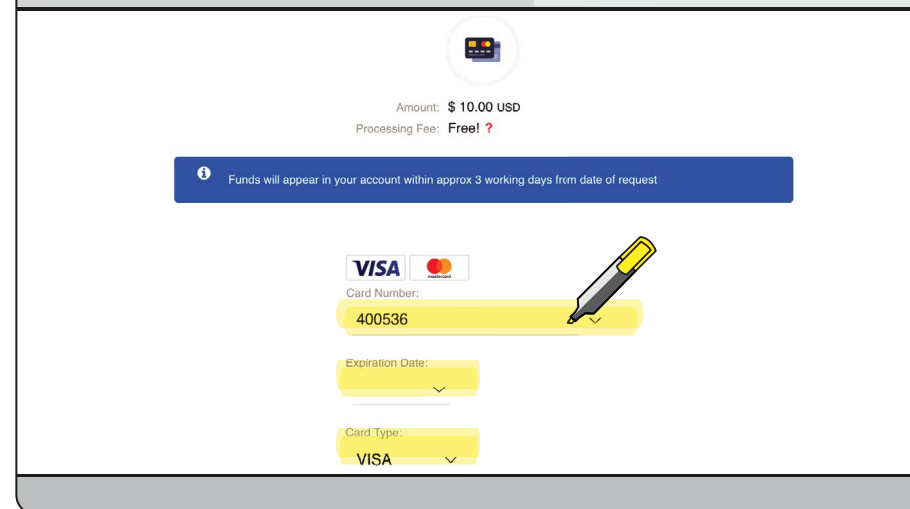 Amount: $ 10.00 USD
Processing Fee: Free! ?
Funds will appear in your account within approx 3 working days from date of request
VISA mastercard
Card Number:
400536
Expiration Date:
Card Type:
VISA